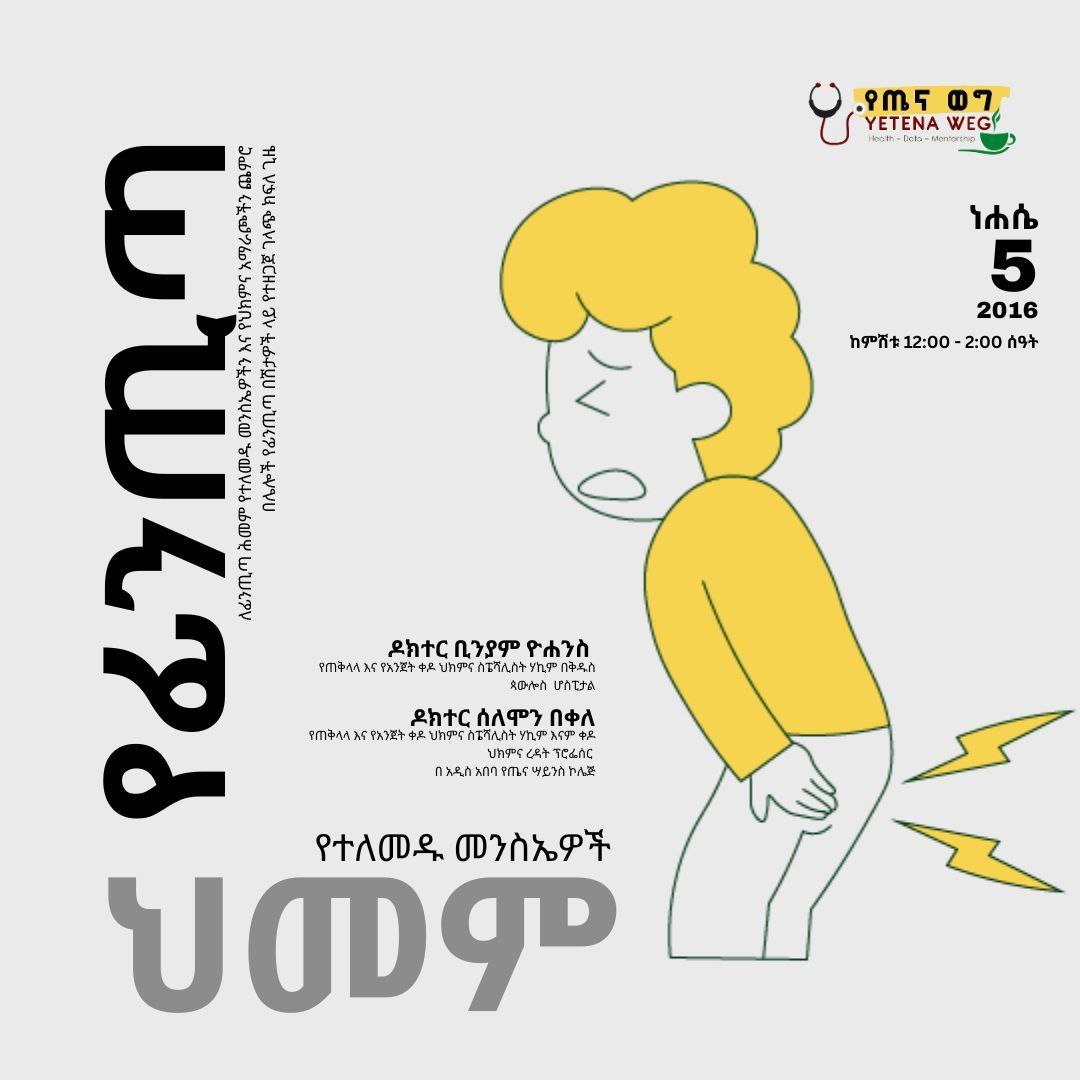 የጤና ወግ
YETENA WEG
Health - Data - Mentorship
ነሐሴ
5
2016
ከምሽቱ 12:00 - 2:00 ሰዓት
የፊንጢጣ
ለፊንጢጣ ሕመም የተለመዱ መንስኤዎችን እና የህክምና አማራጮችን ጨምሮ
በሌሎች የፊንጢጣ በሽታዎች ላይ የተዘጋጀ ገላጭ ክፍለ ጊዜ
ዶክተር ቢንያም ዮሐንስ
የጠቅላላ እና የአንጀት ቀዶ ህክምና ስፔሻሊስት ሃኪም በቅዱስ
ጳውሎስ ሆስፒታል
ዶክተር ሰለሞን በቀለ
የጠቅላላ እና የአንጀት ቀዶ ህክምና ስፔሻሊስት ሃኪም እናም ቀዶ
ህክምና ረዳት ፕሮፌሰር
በ አዲስ አበባ የጤና ሣይንስ ኮሌጅ
የተለመዱ መንስኤዎች
ህመም